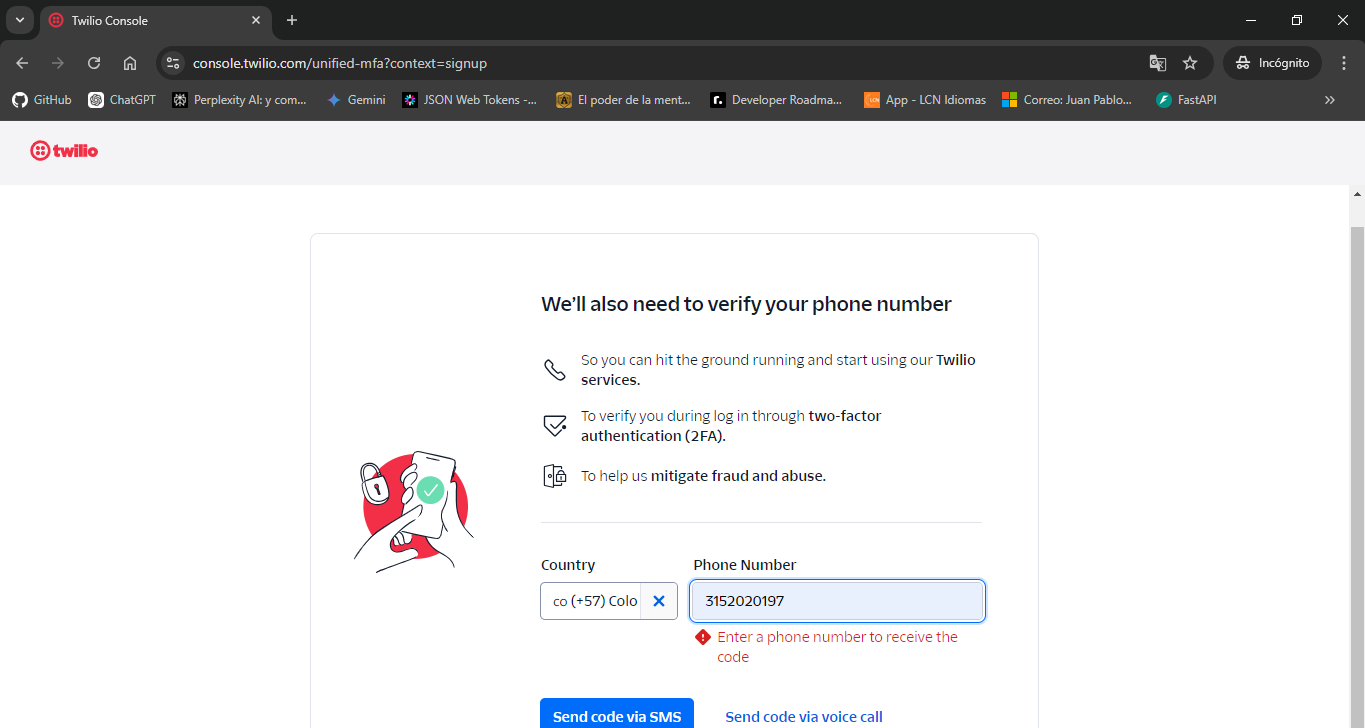 Twilio Console
console.twilio.com/unified-mfa?context=signup
Incógnito
GitHub
ChatGPT
Perplexity AI: y com...
Gemini
JSON Web Tokens -...
El poder de la ment...
Developer Roadma...
App - LCN Idiomas
Correo: Juan Pablo...
FastAPI
twilio
We'll also need to verify your phone number
So you can hit the ground running and start using our Twilio
services.
To verify you during log in through two-factor
authentication (2FA).
To help us mitigate fraud and abuse.
Country
Phone Number
co (+57) Colo
3152020197
Enter a phone number to receive the
code
Send code via SMS
Send code via voice call